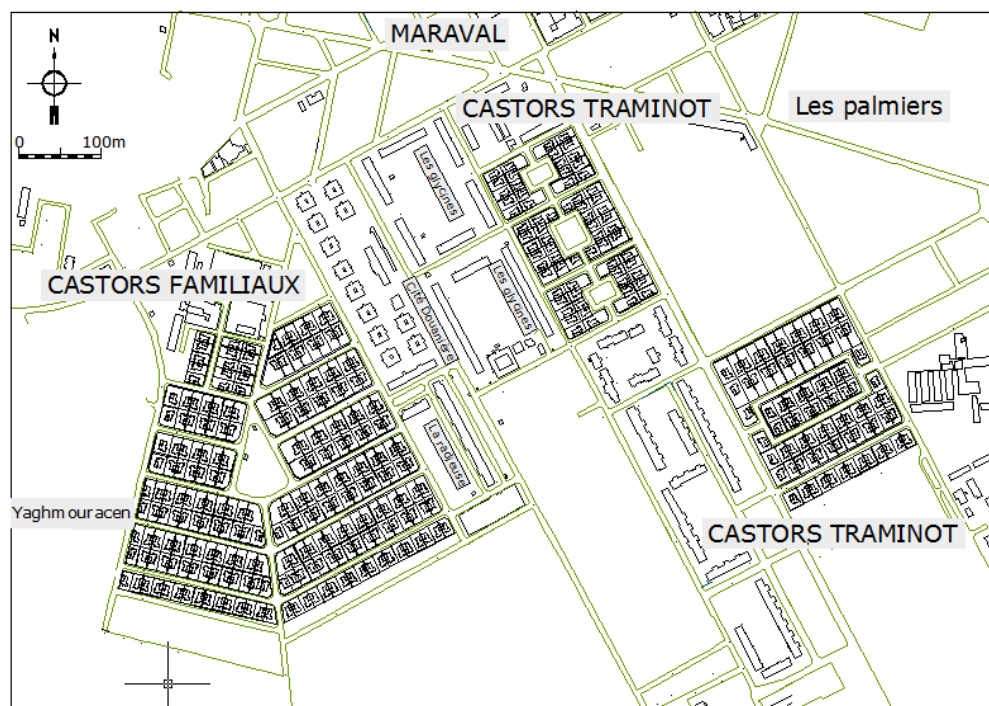 MARAVAL
N
0 100m
CASTORS TRAMINOT
Les palmiers
Les glycines
CASTORS FAMILIAUX
Les glycines
Cité Douanière
La radieuse
Yaghmouracen
CASTORS TRAMINOT